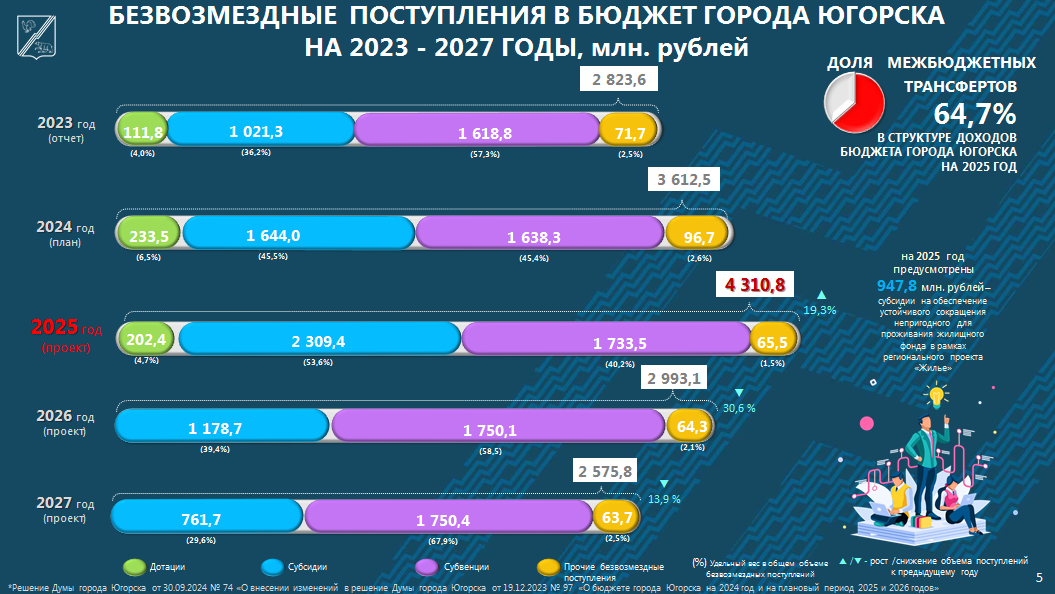 БЕЗВОЗМЕЗДНЫЕ ПОСТУПЛЕНИЯ В БЮДЖЕТ ГОРОДА ЮГОРСКА
НА 2023 - 2027 ГОДЫ, млн. рублей
ДОЛЯ МЕЖБЮДЖЕТНЫХ
ТРАНСФЕРТОВ
64,7%
В СТРУКТУРЕ ДОХОДОВ
БЮДЖЕТА ГОРОДА ЮГОРСКА
НА 2025 ГОД
2 823,6
2023 год
(отчет)
111,8
1 021,3
1 618,8
71,7
(4,0%)
(36,2%)
(57,3%)
(2,5%)
3 612,5
2024 год
(план)
233,5
1 644,0
1 638,3
96,7
(6,5%)
(45,5%)
(45,4%)
(2,6%)
4 310,8
19,3%
2025 год
(проект)
202,4
2 309,4
1 733,5
65,5
(4,7%)
(53,6%)
(40,2%)
(1,5%)
на 2025 год
предусмотрены
947,8 млн. рублей–
субсидии на обеспечение
устойчивого сокращения
непригодного для
проживания жилищного
фонда в рамках
регионального проекта
«Жилье»
2 993,1
30,6 %
2026 год
(проект)
1 178,7
1 750,1
64,3
(39,4%)
(58,5)
(2,1%)
2 575,8
13,9 %
2027 год
(проект)
761,7
1 750,4
63,7
(29,6%)
(67,9%)
(2,5%)
Дотации
Субсидии
Субвенции
Прочие безвозмездные
поступления
(%) Удельный вес в общем объеме
безвозмездных поступлений
▲/▼ - рост /снижение объема поступлений
к предыдущему году
5
*Решение Думы города Югорска от 30.09.2024 № 74 «О внесении изменений в решение Думы города Югорска от 19.12.2023 № 97 «О бюджете города Югорска на 2024 год и на плановый период 2025 и 2026 годов»